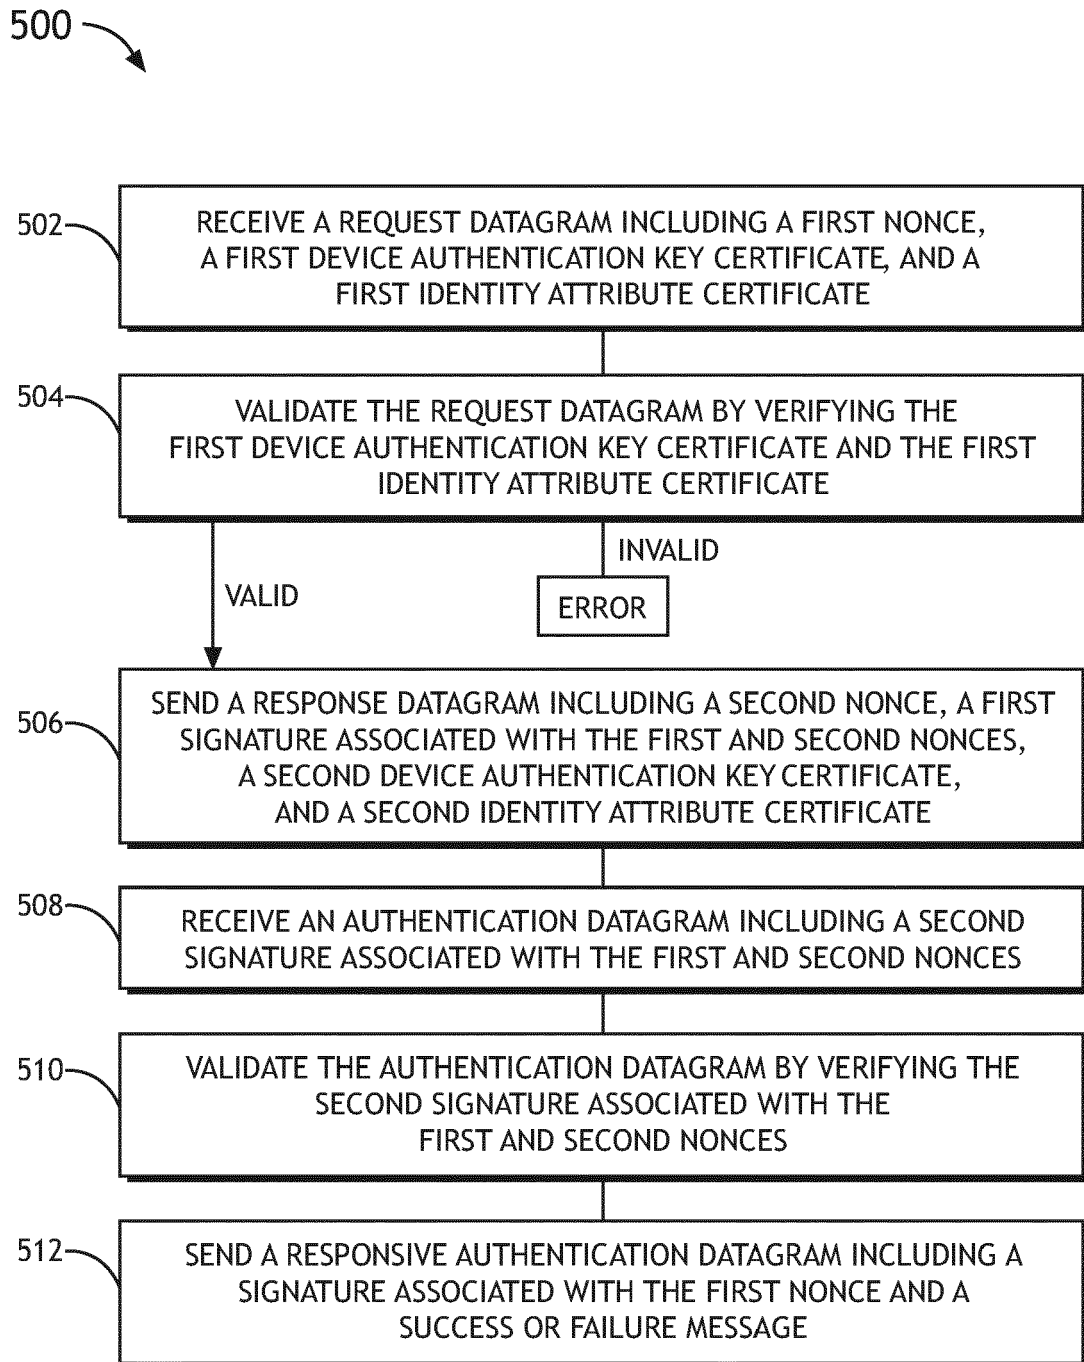 500
502
RECEIVE A REQUEST DATAGRAM INCLUDING A FIRST NONCE,
A FIRST DEVICE AUTHENTICATION KEY CERTIFICATE, AND A
FIRST IDENTITY ATTRIBUTE CERTIFICATE
504
VALIDATE THE REQUEST DATAGRAM BY VERIFYING THE
FIRST DEVICE AUTHENTICATION KEY CERTIFICATE AND THE FIRST
IDENTITY ATTRIBUTE CERTIFICATE
INVALID
VALID
ERROR
506
SEND A RESPONSE DATAGRAM INCLUDING A SECOND NONCE, A FIRST
SIGNATURE ASSOCIATED WITH THE FIRST AND SECOND NONCES,
A SECOND DEVICE AUTHENTICATION KEY CERTIFICATE,
AND A SECOND IDENTITY ATTRIBUTE CERTIFICATE
508
RECEIVE AN AUTHENTICATION DATAGRAM INCLUDING A SECOND
SIGNATURE ASSOCIATED WITH THE FIRST AND SECOND NONCES
510
VALIDATE THE AUTHENTICATION DATAGRAM BY VERIFYING THE
SECOND SIGNATURE ASSOCIATED WITH THE
FIRST AND SECOND NONCES
512
SEND A RESPONSIVE AUTHENTICATION DATAGRAM INCLUDING A
SIGNATURE ASSOCIATED WITH THE FIRST NONCE AND A
SUCCESS OR FAILURE MESSAGE